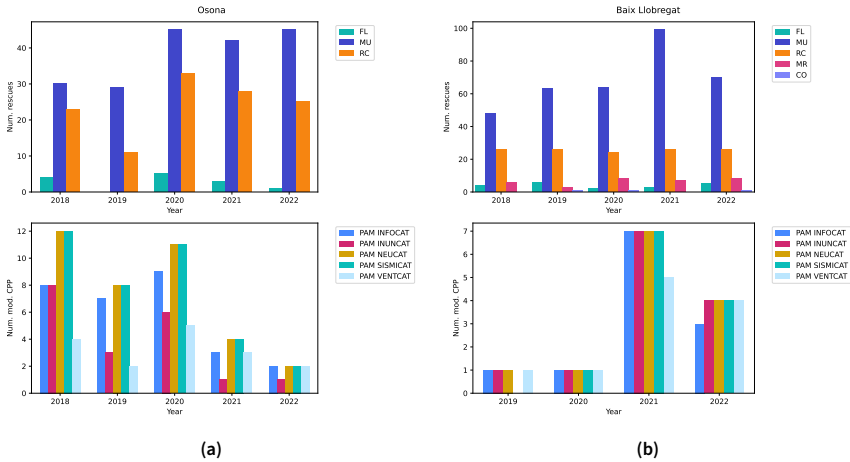 Osona
Num. rescues
40
30
20
10
0
2018 2019 2020 2021 2022
Year
FL
MU
RC
Baix Llobregat
Num. rescues
100
80
60
40
20
0
2018 2019 2020 2021 2022
Year
FL
MU
RC
MR
CO
Num. mod. CPP
12
10
8
6
4
2
0
2018 2019 2020 2021 2022
Year
PAM INFOCAT
PAM INUNCAT
PAM NEUCAT
PAM SISMICAT
PAM VENTCAT
Num. mod. CPP
7
6
5
4
3
2
1
0
2019 2020 2021 2022
Year
PAM INFOCAT
PAM INUNCAT
PAM NEUCAT
PAM SISMICAT
PAM VENTCAT
(a)
(b)